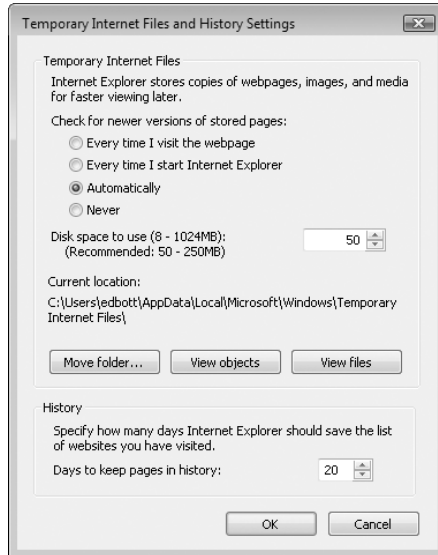 Temporary Internet Files and History Settings
Temporary Internet Files
Internet Explorer stores copies of webpages, images, and media
for faster viewing later.
Check for newer versions of stored pages:
Every time I visit the webpage
Every time I start Internet Explorer
Automatically
Never
Disk space to use (8 - 1024MB):
50
(Recommended: 50 - 250MB)
Current location:
C:\Users\edbott\AppData\Local\Microsoft\Windows\Temporary
Internet Files\
Move folder... View objects View files
History
Specify how many days Internet Explorer should save the list
of websites you have visited.
Days to keep pages in history: 20
OK Cancel